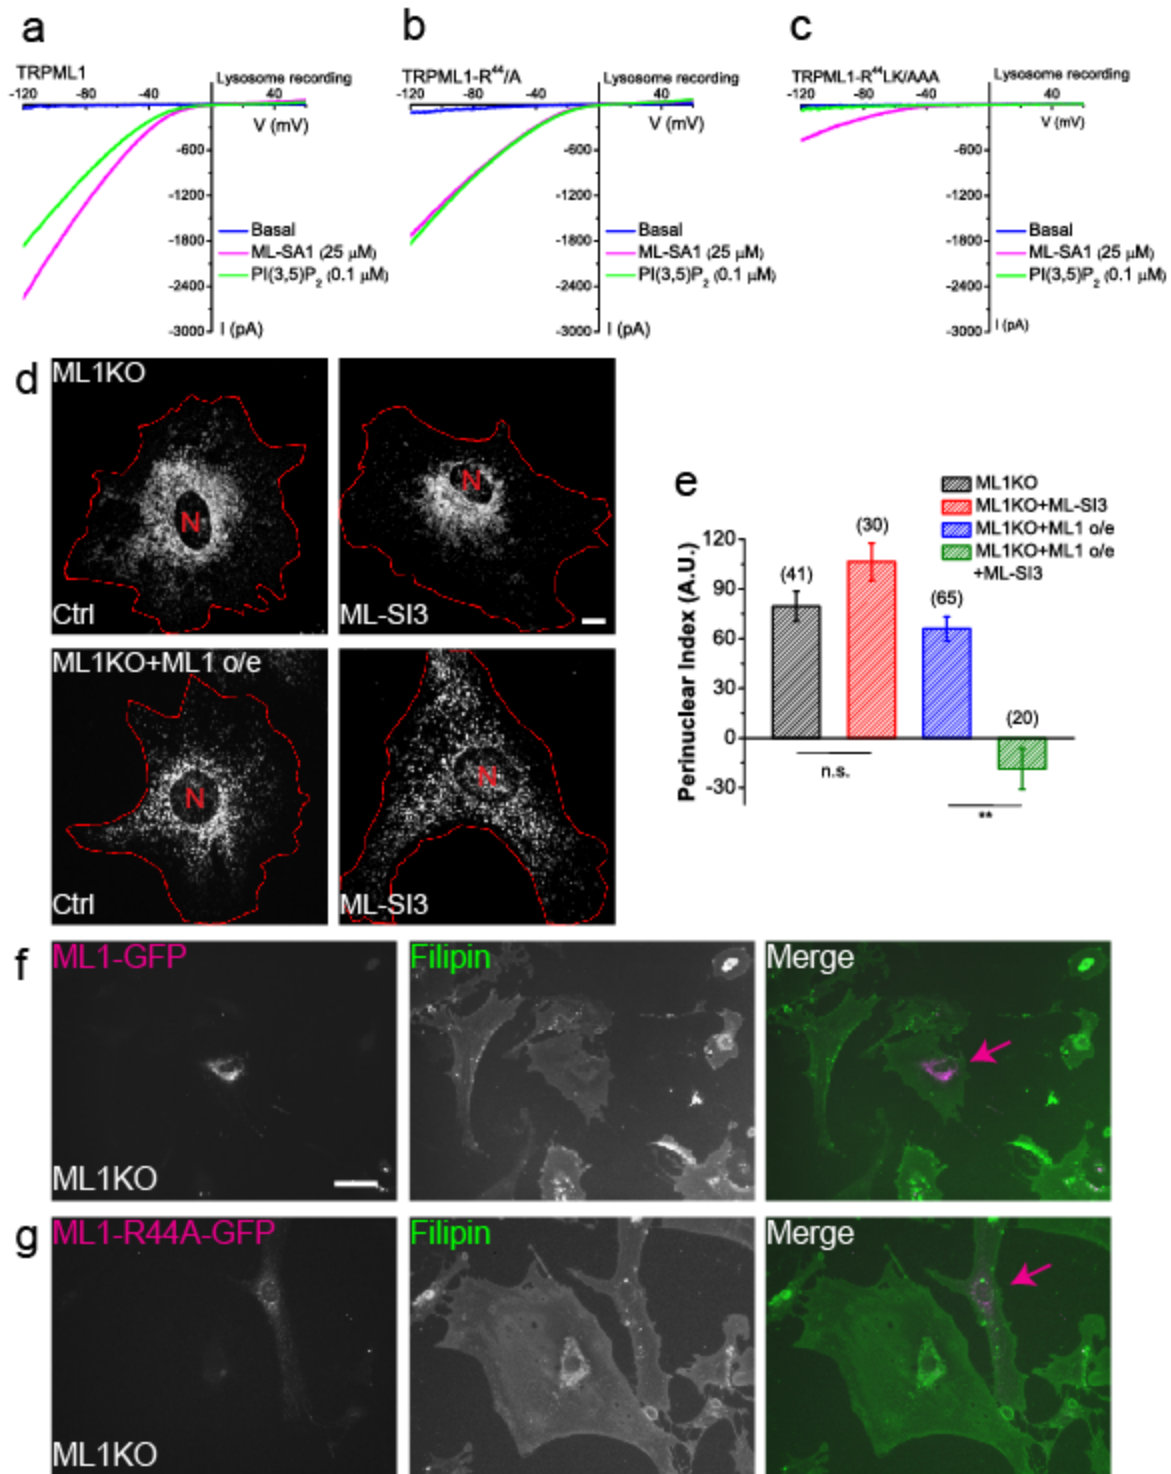 a
TRPML1
Lysosome recording
-120 -80 -40 40
V (mV)
-600
-1200
-1800
-2400
-3000
I (pA)
Basal
ML-SA1 (25 μM)
PI(3,5)P2 (0.1 μM)
b
TRPML1-R44/A
Lysosome recording
-120 -80 -40 40
V (mV)
-600
-1200
-1800
-2400
-3000
I (pA)
Basal
ML-SA1 (25 μM)
PI(3,5)P2 (0.1 μM)
c
TRPML1-R44LK/AAA
Lysosome recording
-120 -80 -40 40
V (mV)
-600
-1200
-1800
-2400
-3000
I (pA)
Basal
ML-SA1 (25 μM)
PI(3,5)P2 (0.1 μM)
d
ML1KO
N
Ctrl
N
ML-SI3
ML1KO+ML1 o/e
N
Ctrl
N
ML-SI3
e
ML1KO
ML1KO+ML-SI3
ML1KO+ML1 o/e
ML1KO+ML1 o/e
+ML-SI3
Perinuclear Index (A.U.)
120
90
60
30
0
-30
(41)
(30)
(65)
(20)
n.s.
**
f
ML1-GFP
ML1KO
Filipin
Merge
g
ML1-R44A-GFP
ML1KO
Filipin
Merge